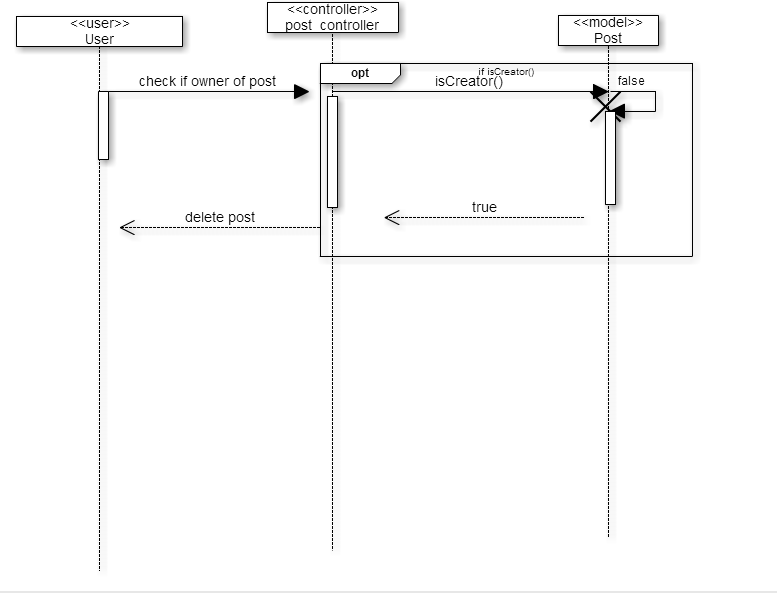 <<user>>
User
<<controller>>
post_controller
<<model>>
Post
opt
if isCreator()
check if owner of post
isCreator()
false
true
delete post